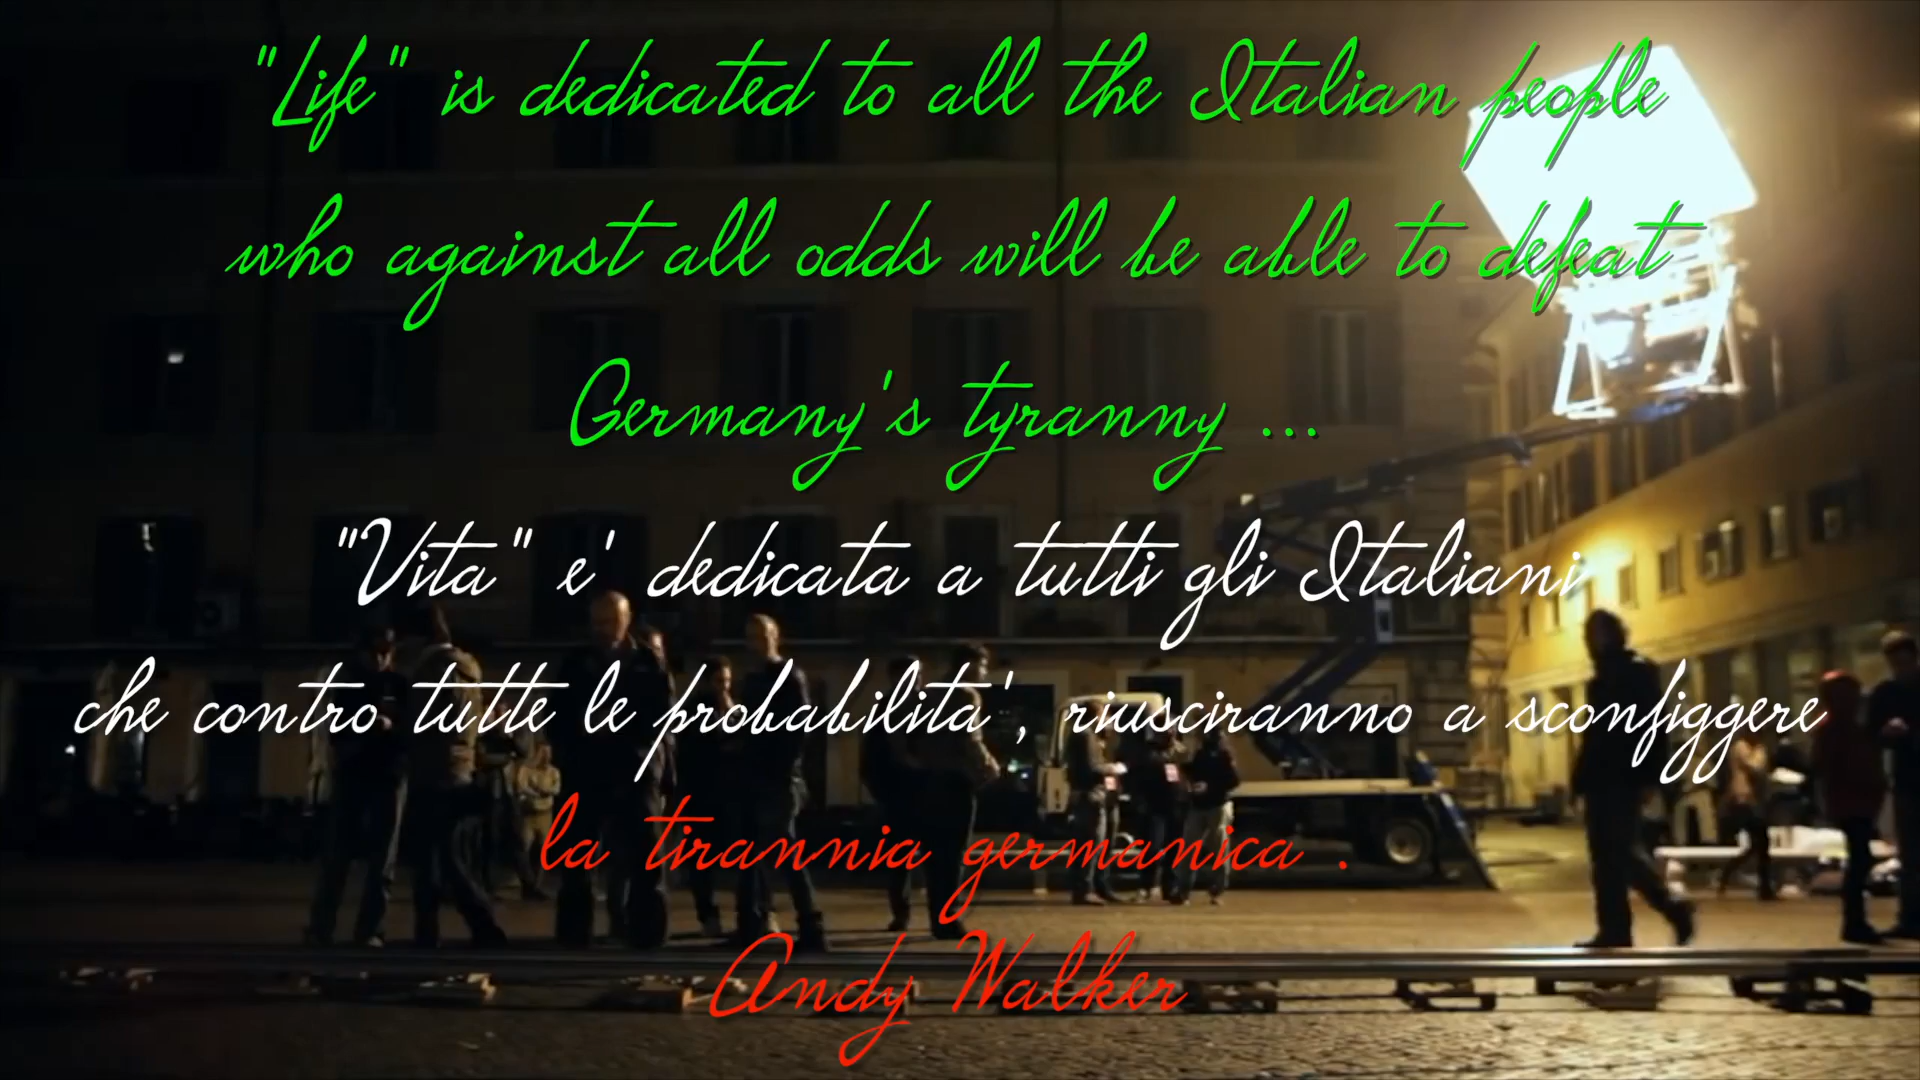 "Life" is dedicated to all the Italian people
who against all odds will be able to defeat
Germany's tyranny ...
"Vita" e' dedicata a tutti gli Italiani
che contro tutte le probabilita', riusciranno a sconfiggere
la tirannia germanica .
Andy Walker